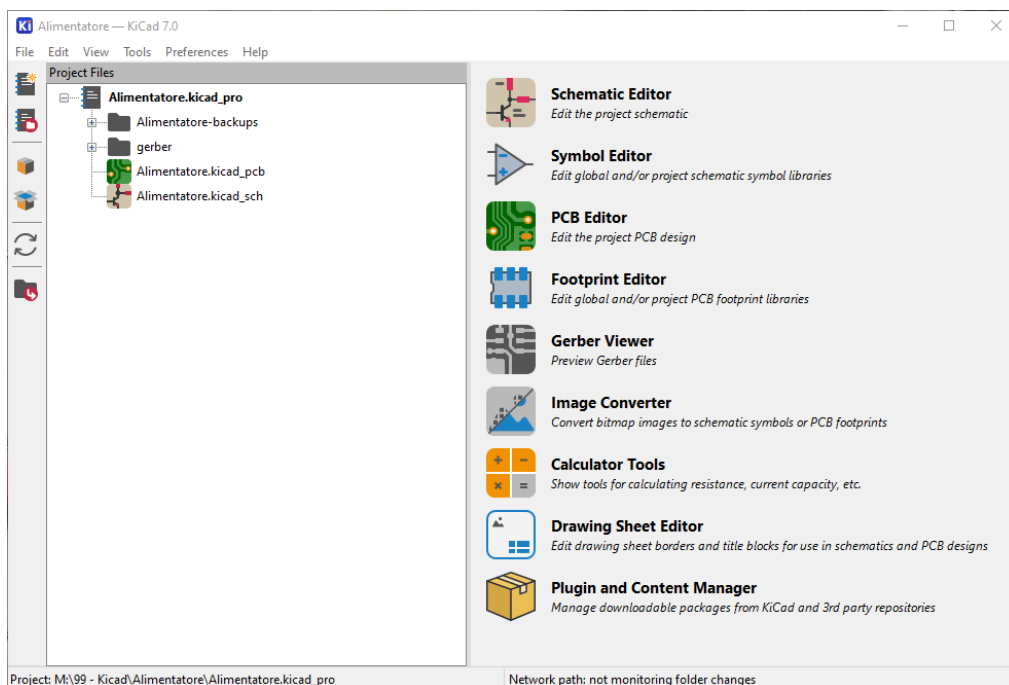 Ki Alimentatore — KiCad 7.0
File Edit View Tools Preferences Help
Project Files
Alimentatore.kicad_pro
Alimentatore-backups
gerber
Alimentatore.kicad_pcb
Alimentatore.kicad_sch
Schematic Editor
Edit the project schematic
Symbol Editor
Edit global and/or project schematic symbol libraries
PCB Editor
Edit the project PCB design
Footprint Editor
Edit global and/or project PCB footprint libraries
Gerber Viewer
Preview Gerber files
Image Converter
Convert bitmap images to schematic symbols or PCB footprints
Calculator Tools
Show tools for calculating resistance, current capacity, etc.
Drawing Sheet Editor
Edit drawing sheet borders and title blocks for use in schematics and PCB designs
Plugin and Content Manager
Manage downloadable packages from KiCad and 3rd party repositories
Project: M:\99 - Kicad\Alimentatore\Alimentatore.kicad_pro
Network path: not monitoring folder changes